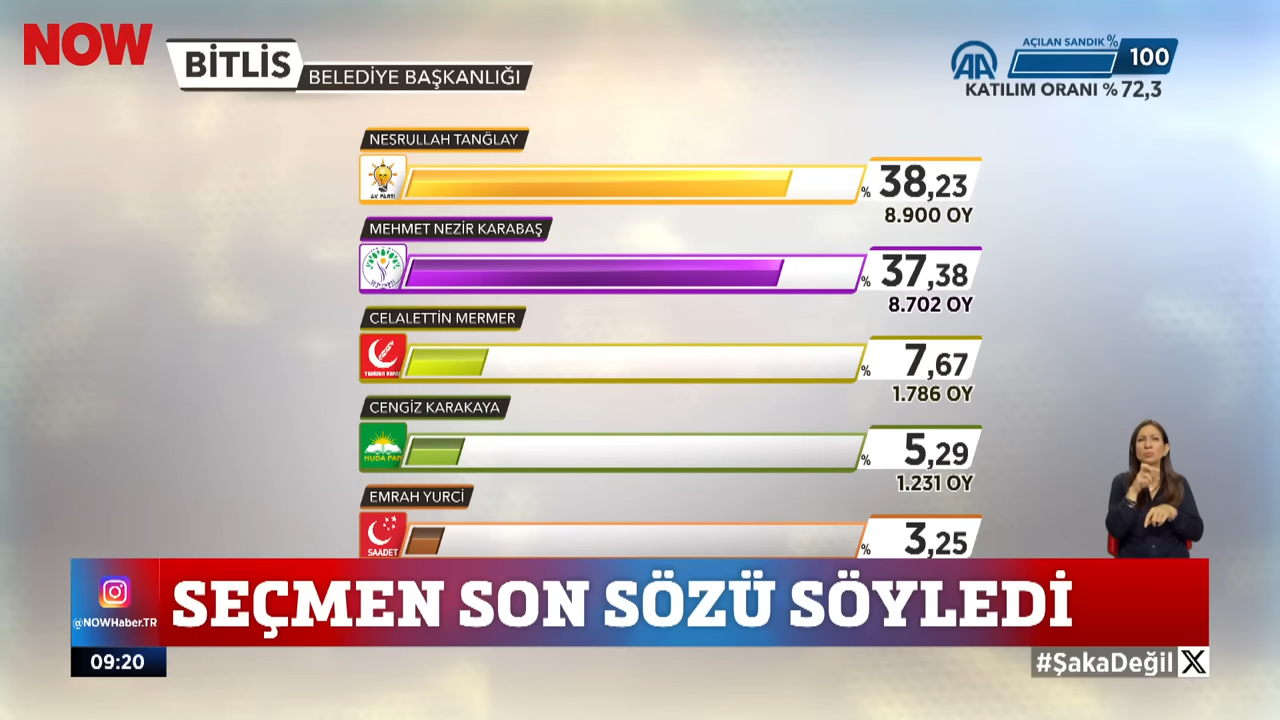 NOW
BİTLİS
BELEDİYE BAŞKANLIĞI
AÇILAN SANDIK %
100
AA
KATILIM ORANI % 72,3
NESRULLAH TANĞLAY
AK PARTİ
% 38,23
8.900 OY
MEHMET NEZİR KARABAŞ
% 37,38
8.702 OY
CELALETTİN MERMER
% 7,67
1.786 OY
CENGİZ KARAKAYA
HÜDA PAR
% 5,29
1.231 OY
EMRAH YURCİ
SAADET
% 3,25
SEÇMEN SON SÖZÜ SÖYLEDİ
@NOWHaber.TR
09:20
#ŞakaDeğil X